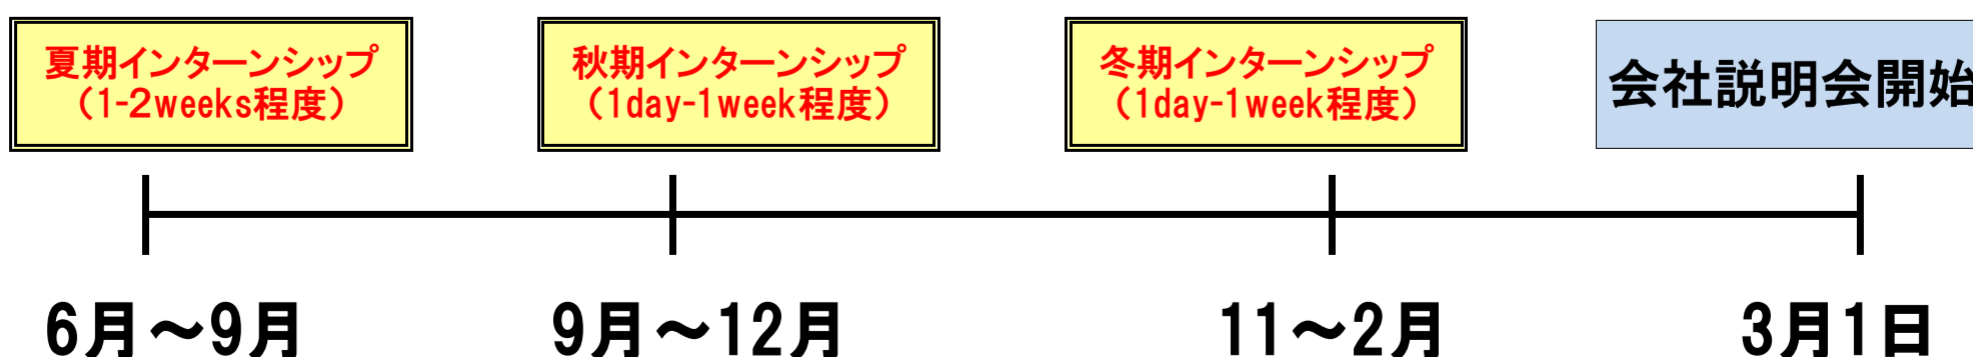 夏期インターンシップ
（1-2weeks程度）
秋期インターンシップ
（1day-1week程度）
冬期インターンシップ
（1day-1week程度）
会社説明会開始
6月～9月
9月～12月
11～2月
3月1日